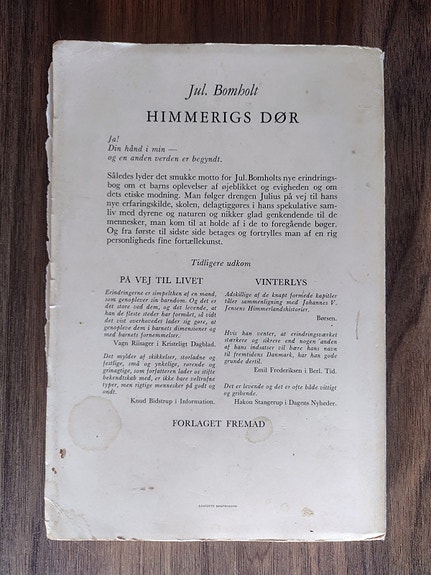 Jul. Bomholt
HIMMERIGS DØR
Ja!
Din hånd i min —
og en anden verden er begyndt.
Således lyder det smukke motto for Jul. Bomholts nye erindrings-
bog om et barns oplevelser af øjeblikket og evigheden og om
dets etiske modning. Man følger drengen Julius på vej til hans
nye erfaringskilde, skolen, delagtiggøres i hans spekulative sam-
liv med dyrene og naturen og nikker glad genkendende til de
mennesker, man kom til at holde af i de to foregående bøger.
Og fra første til sidste side betages og fortrylles man af en rig
personligheds fine fortællekunst.
Tidligere udkom
PÅ VEJ TIL LIVET
Erindringerne er simpelthen af en mand,
som genoplever sin barndom. Og det er
det store ved dem, og det levende, at
han de fleste steder har formået, så vidt
det vist overhovedet lader sig gøre, at
genopleve dem i barnets dimensioner og
med barnets fornemmelser.
Vagn Riisager i Kristeligt Dagblad.
Det mylder af skikkelser, storladne og
festlige, små og ynkelige, rørende og
grinagtige, som forfatteren lader os stifte
bekendtskab med, er ikke bare veltrufne
typer, men rigtige mennesker på godt og
ondt.
Knud Bidstrup i Information.
VINTERLYS
Adskillige af de knapt formede kapitler
tåler sammenligning med Johannes V.
Jensens Himmerlandshistorier.
Børsen.
Hvis han venter, at erindringsværket
stærkere og sikrere end nogen anden
af hans indsatser vil bære hans navn
til fremtidens Danmark, har han gode
grunde dertil.
Emil Frederiksen i Berl. Tid.
Det er levende og det er ofte både vittigt
og gribende.
Hakon Stangerup i Dagens Nyheder.
FORLAGET FREMAD